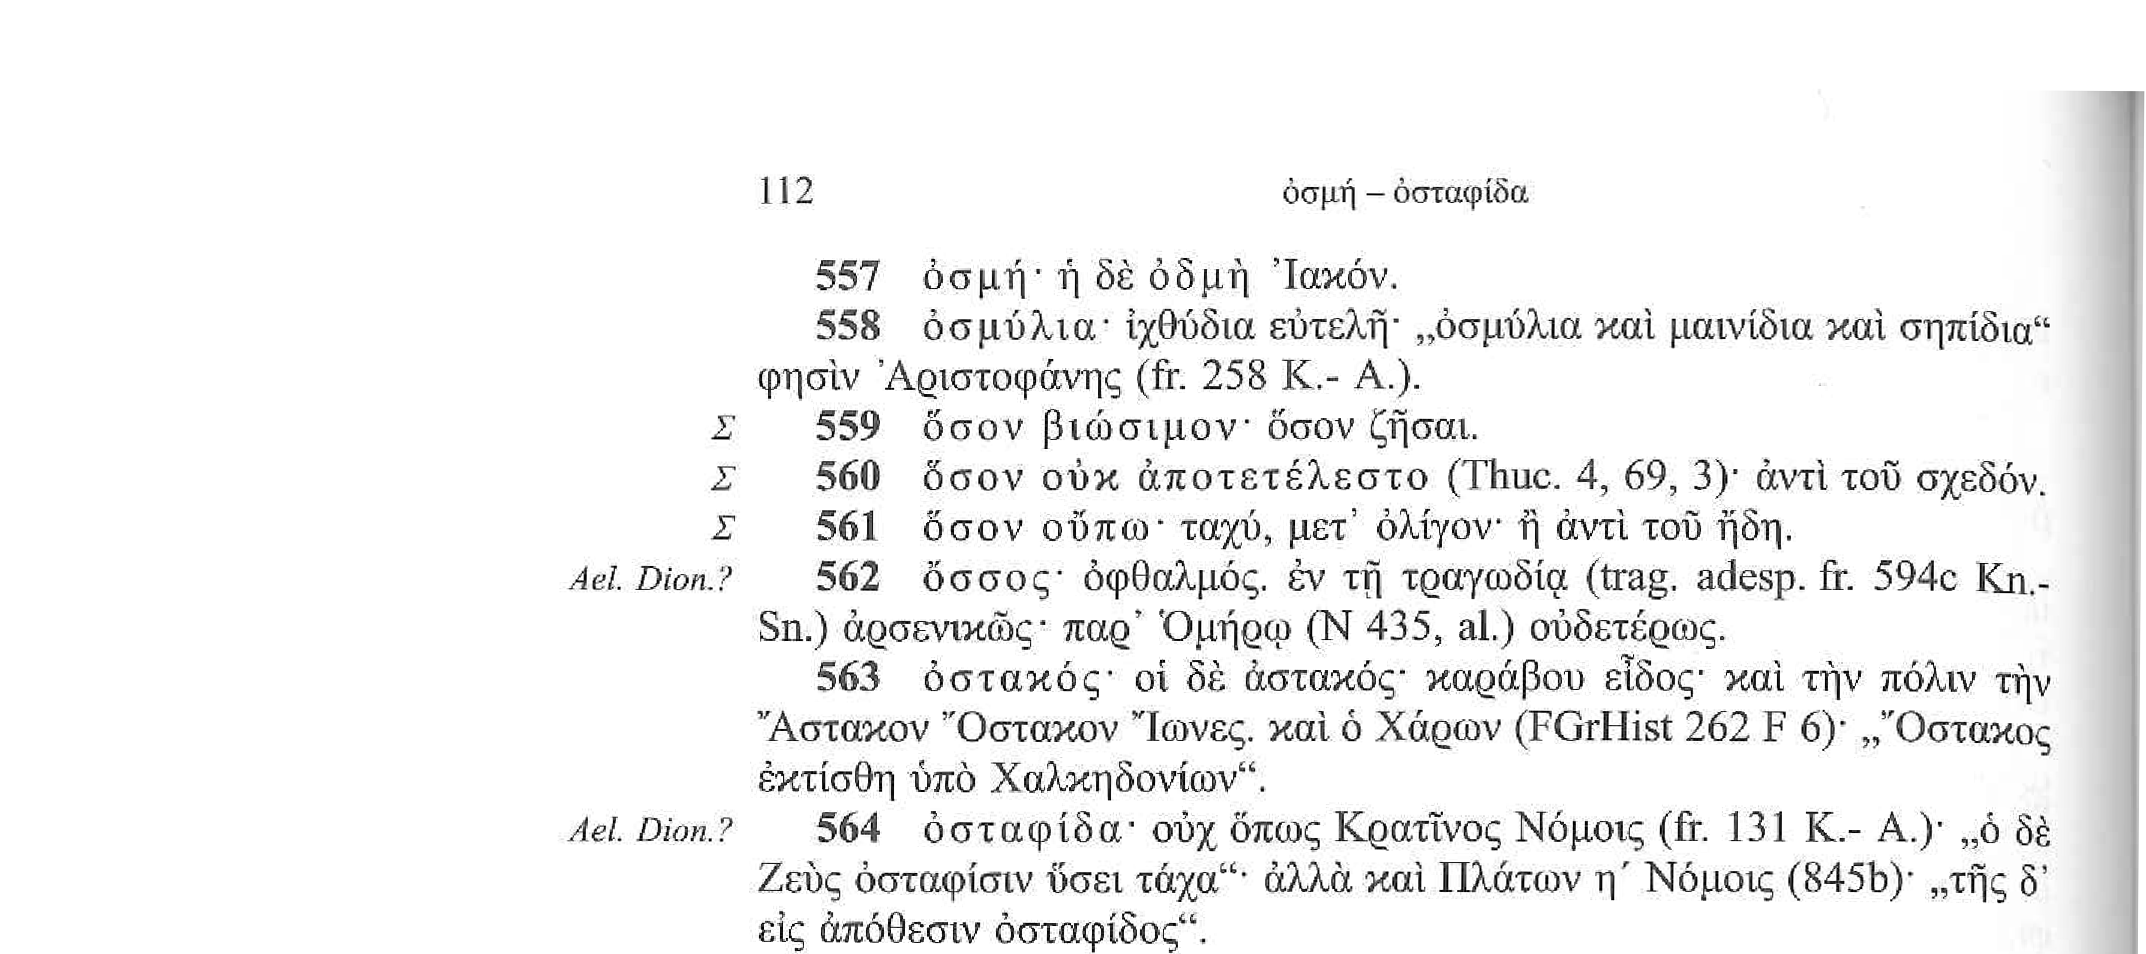 112 ὀσμή – ὀσταφίδα
557 ὀσμή· ἡ δὲ ὀδμὴ Ἰακόν.
558 ὀσμύλια· ἰχθύδια εὐτελῆ· „ὀσμύλια καὶ μαινίδια καὶ σηπίδια“
φησὶν Ἀριστοφάνης (fr. 258 K.- A.).
Σ 559 ὅσον βιώσιμον· ὅσον ζῆσαι.
Σ 560 ὅσον οὐκ ἀποτετέλεστο (Thuc. 4, 69, 3)· ἀντὶ τοῦ σχεδόν.
Σ 561 ὅσον οὔπω· ταχύ, μετ’ ὀλίγον· ἢ ἀντὶ τοῦ ἤδη.
Ael. Dion.? 562 ὄσσος· ὀφθαλμός. ἐν τῇ τραγωδίᾳ (trag. adesp. fr. 594c Kn.-
Sn.) ἀρσενικῶς· παρ’ Ὁμήρῳ (N 435, al.) οὐδετέρως.
563 ὀστακός· οἱ δὲ ἀστακός· καράβου εἶδος· καὶ τὴν πόλιν τὴν
Ἄστακον Ὄστακον Ἴωνες. καὶ ὁ Χάρων (FGrHist 262 F 6)· „Ὄστακος
ἐκτίσθη ὑπὸ Χαλκηδονίων“.
Ael. Dion.? 564 ὀσταφίδα· οὐχ ὅπως Κρατῖνος Νόμοις (fr. 131 K.- A.)· „ὁ δὲ
Ζεὺς ὀσταφίσιν ὕσει τάχα“· ἀλλὰ καὶ Πλάτων η´ Νόμοις (845b)· „τῆς δ’
εἰς ἀπόθεσιν ὀσταφίδος“.